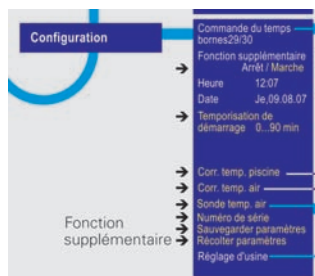 Configuration
Commande du temps
bornes29/30
Fonction supplémentaire
Arrêt / Marche
Heure 12:07
Date Je,09.08.07
Temporisation de
démarrage 0...90 min
Corr. temp. piscine
Corr. temp. air
Sonde temp. air
Numéro de série
Sauvegarder paramètres
Récolter paramètres
Réglage d'usine
Fonction
supplémentaire